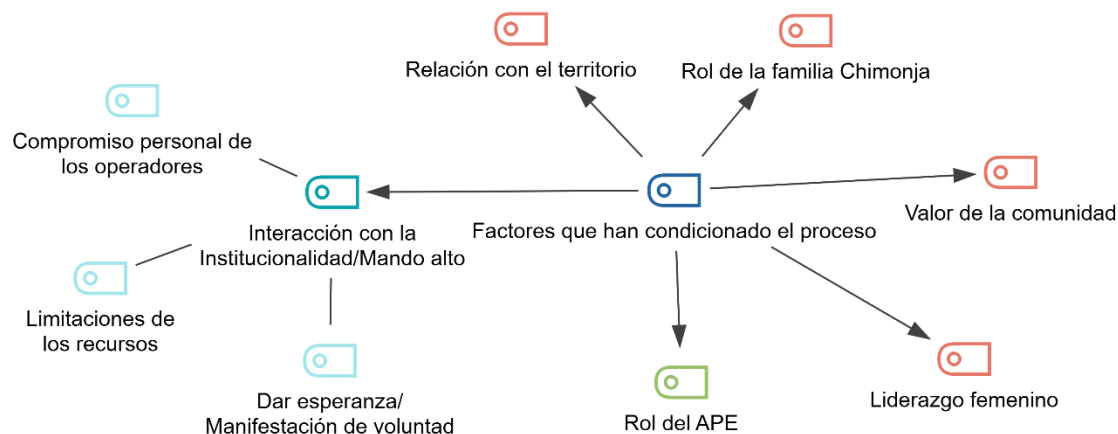 Relación con el territorio
Rol de la familia Chimonja
Compromiso personal de
los operadores
Interacción con la
Institucionalidad/Mando alto
Factores que han condicionado el proceso
Valor de la comunidad
Limitaciones de
los recursos
Dar esperanza/
Manifestación de voluntad
Rol del APE
Liderazgo femenino